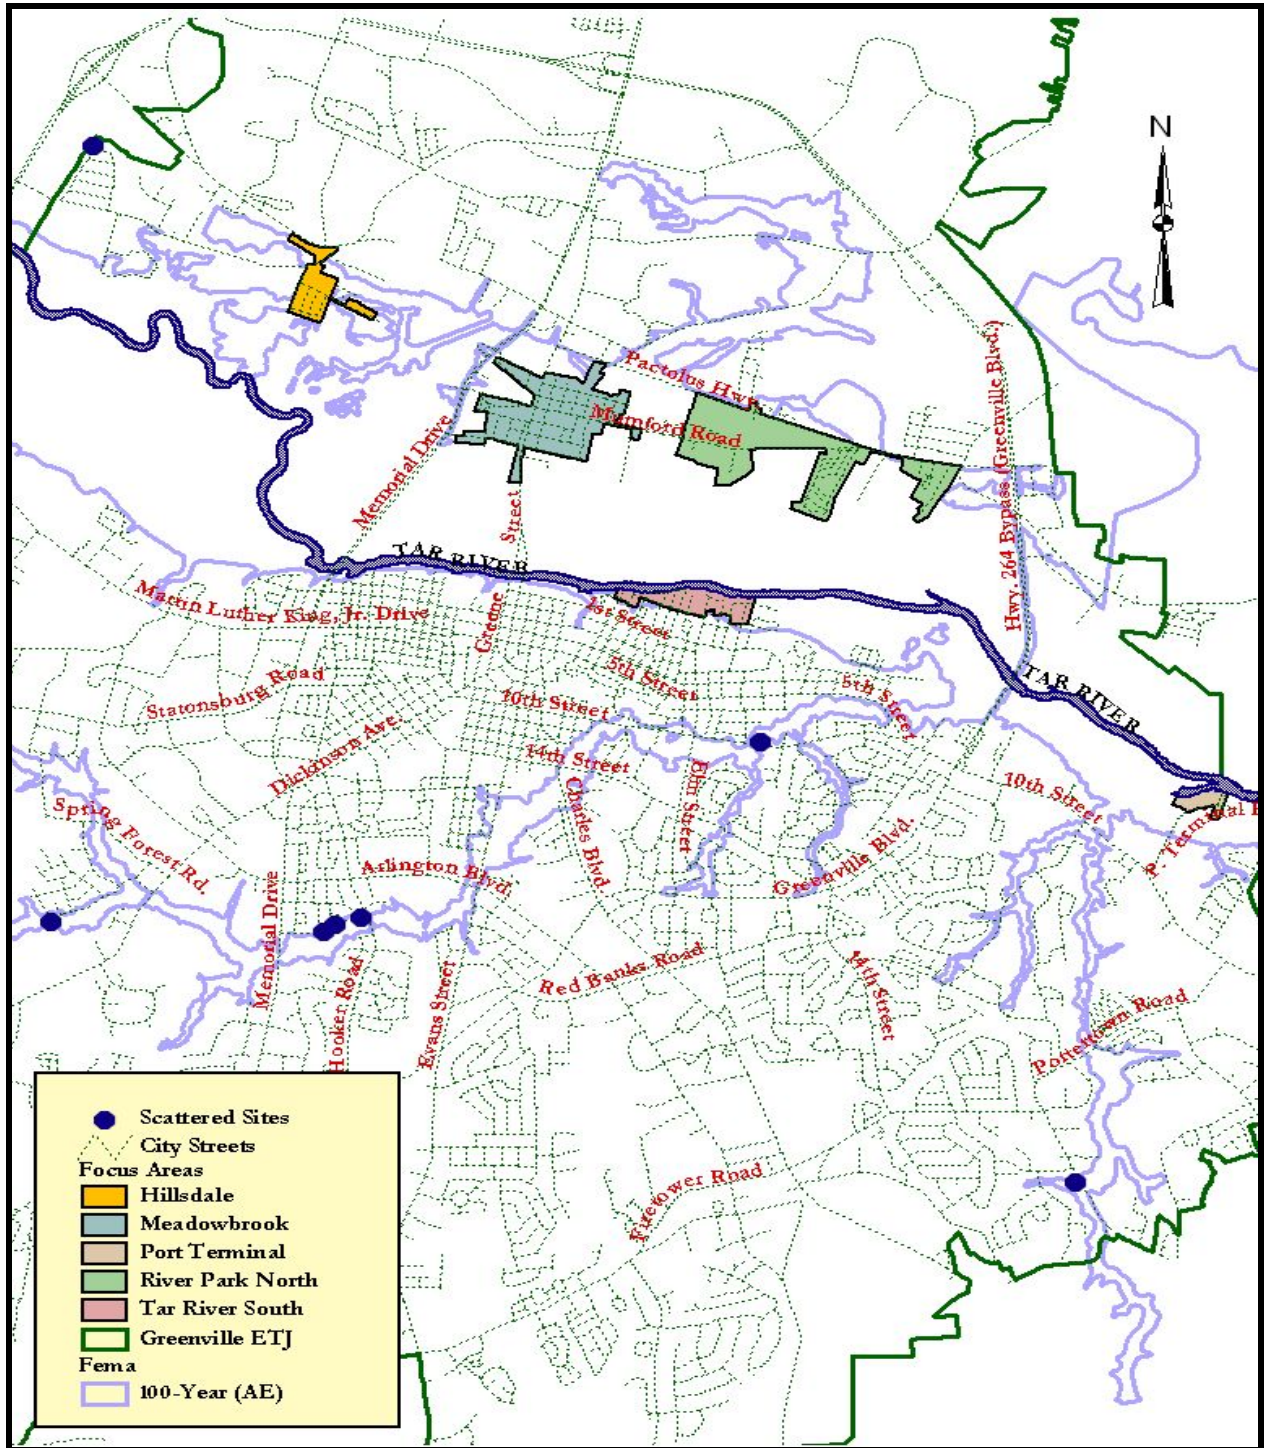 N
Hwy. 264 Bypass (Greenville Blvd.)
Pactolus Hwy.
Mumford Road
Memorial Drive
Street
TAR RIVER
Martin Luther King, Jr. Drive
Greene
1st Street
5th Street
5th Street
TAR RIVER
Statonsburg Road
10th Street
Dickinson Ave.
14th Street
10th Street
Charles Blvd
Elm Street
Spring Forest Rd.
Arlington Blvd.
Greenville Blvd.
P. Terminal
Memorial Drive
Hooker Road
Evans Street
Red Banks Road
14th Street
Portertown Road
Firetower Road
Scattered Sites
City Streets
Focus Areas
Hillsdale
Meadowbrook
Port Terminal
River Park North
Tar River South
Greenville ETJ
Fema
100-Year (AE)